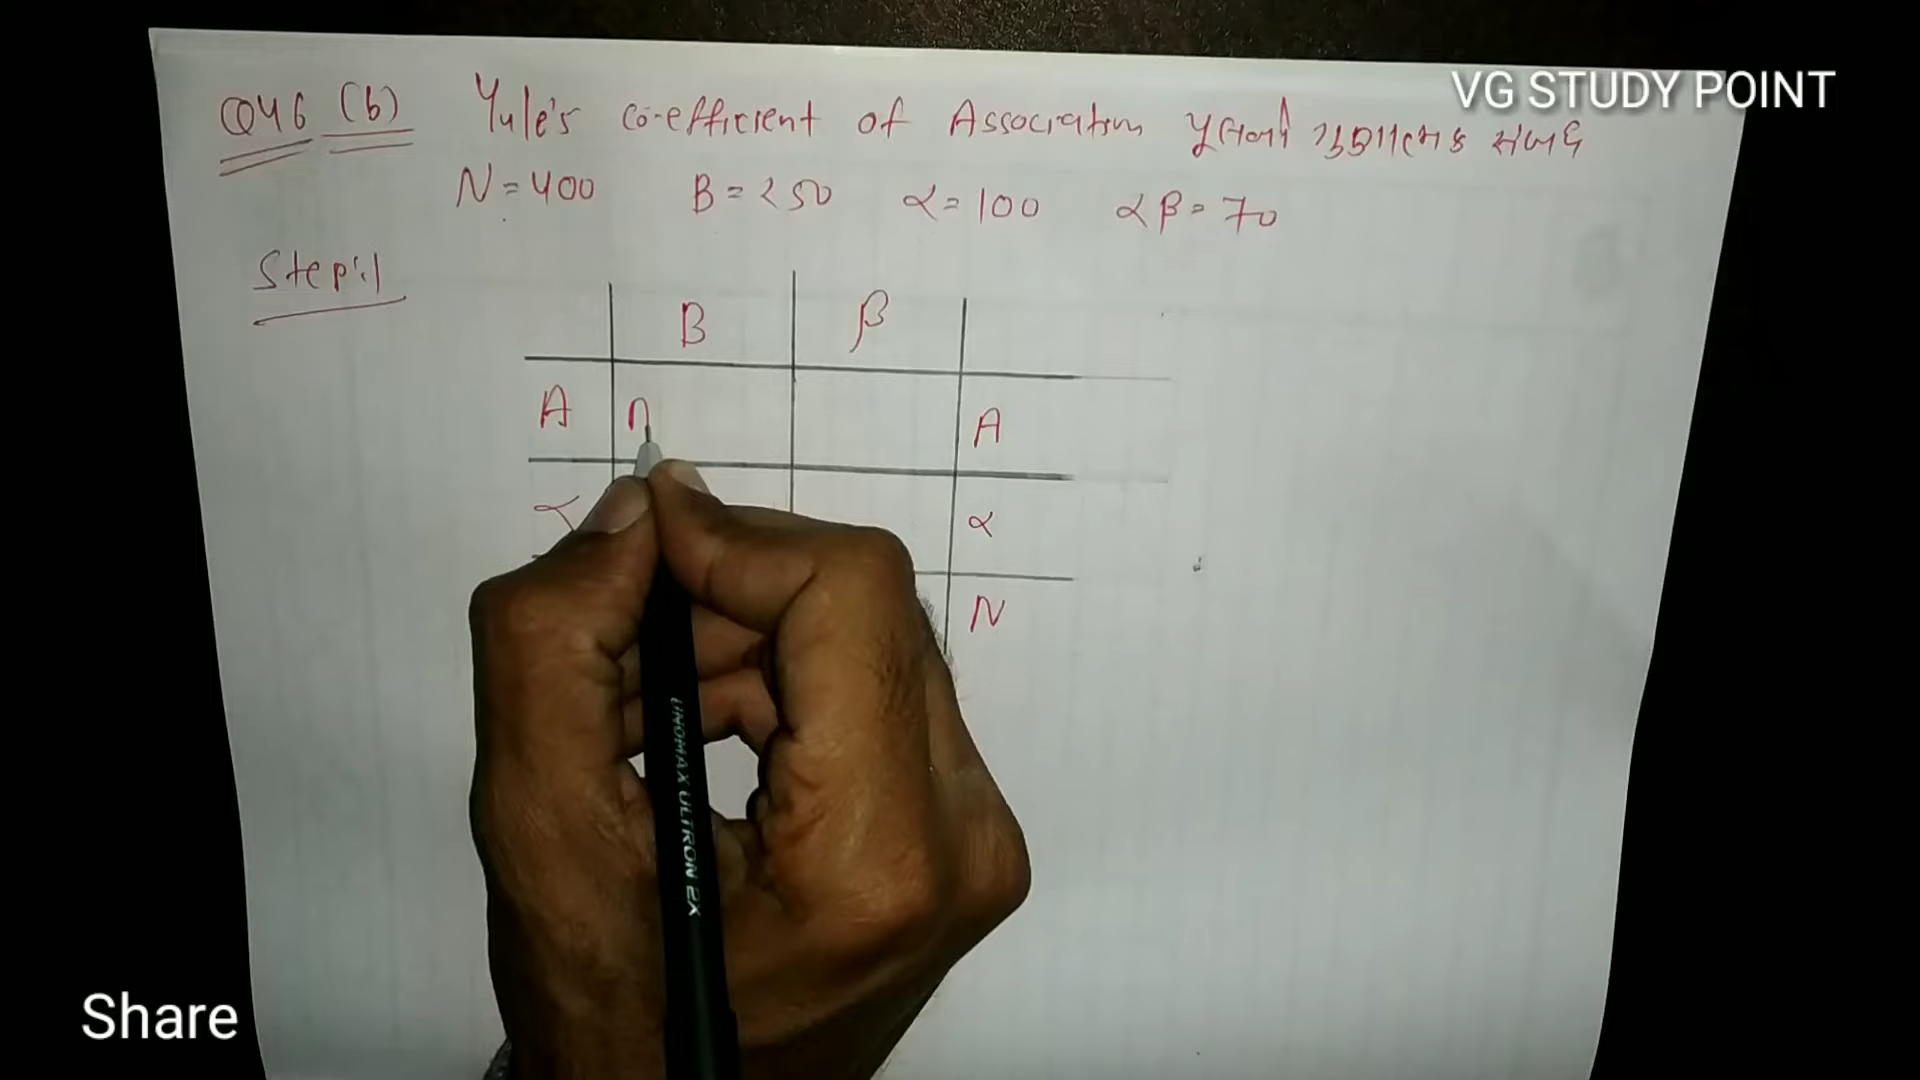 VG STUDY POINT
Q46 (b) Yule's co-efficient of Association
N = 400 B = 250 α = 100 αβ = 70
Step:1
B β
A A
α α
N
UNOMAX ULTRON 2X
Share